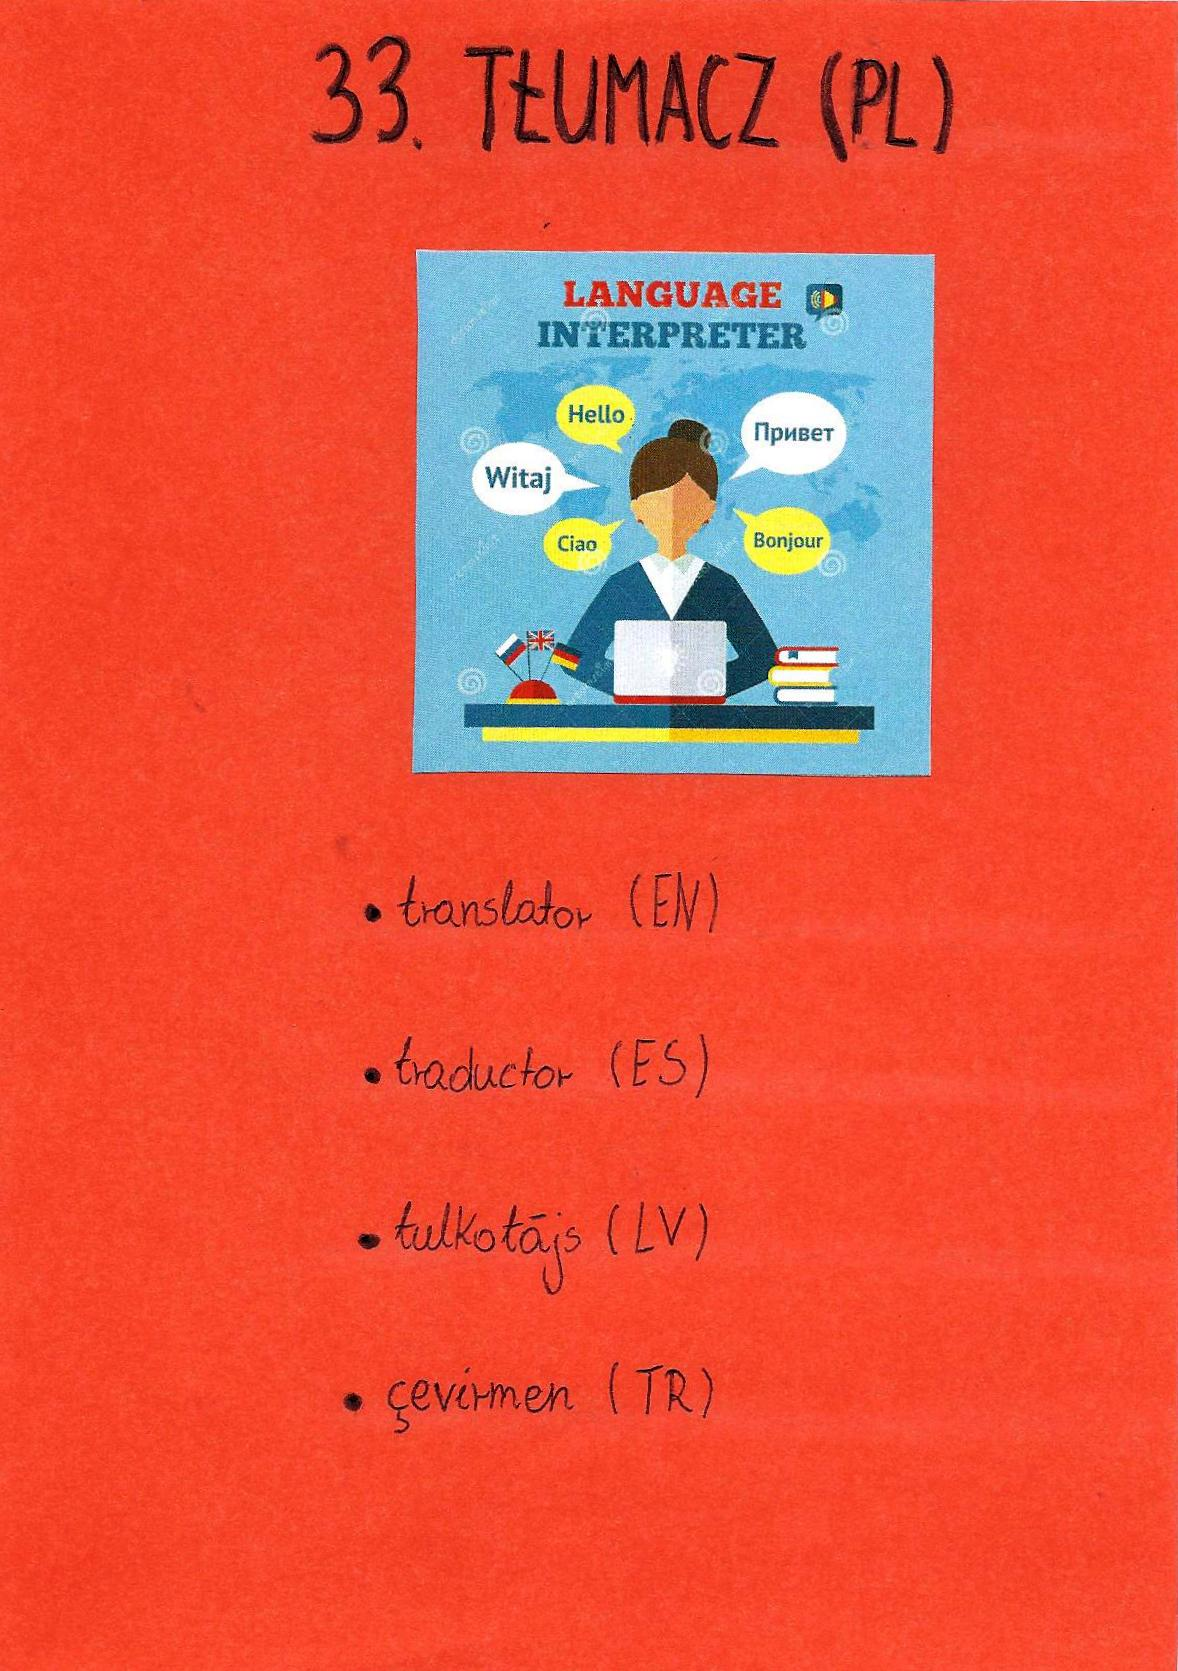 33. TŁUMACZ (PL)
LANGUAGE
INTERPRETER
Hello
Привет
Witaj
Ciao
Bonjour
• translator (EN)
• traductor (ES)
• tulkotājs (LV)
• çevirmen (TR)